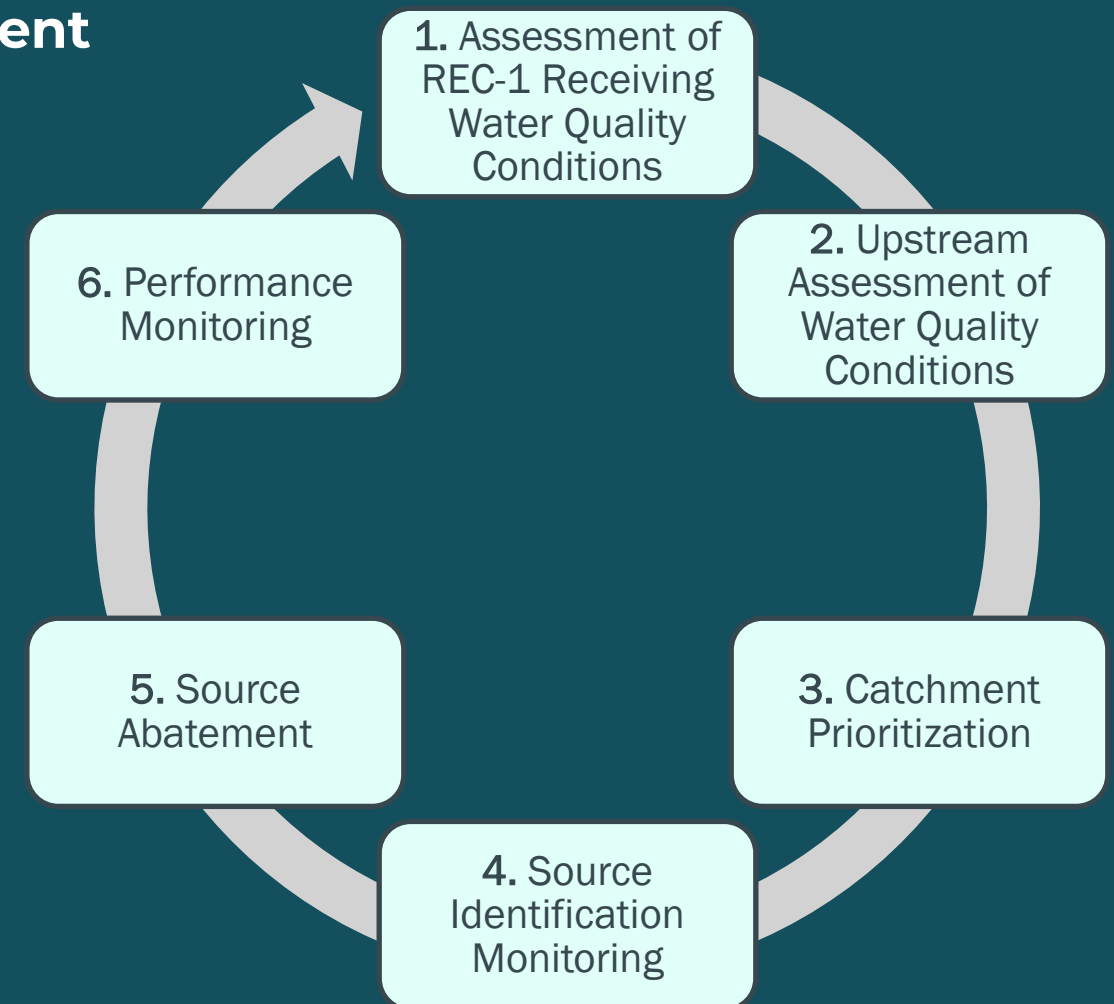 ent
1. Assessment of
REC-1 Receiving
Water Quality
Conditions
2. Upstream
Assessment of
Water Quality
Conditions
3. Catchment
Prioritization
4. Source
Identification
Monitoring
5. Source
Abatement
6. Performance
Monitoring